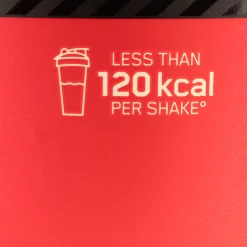 LESS THAN
120 kcal
PER SHAKE°